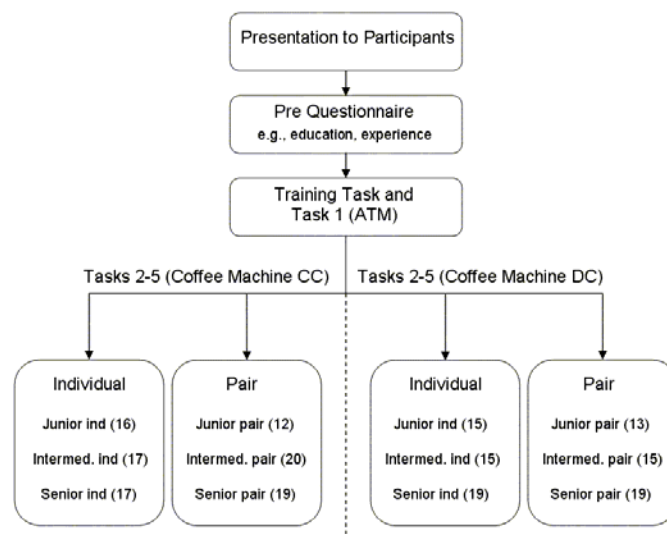 Presentation to Participants
Pre Questionnaire
e.g., education, experience
Training Task and
Task 1 (ATM)
Tasks 2-5 (Coffee Machine CC)
Tasks 2-5 (Coffee Machine DC)
Individual
Junior ind (16)
Intermed. ind (17)
Senior ind (17)
Pair
Junior pair (12)
Intermed. pair (20)
Senior pair (19)
Individual
Junior ind (15)
Intermed. ind (15)
Senior ind (19)
Pair
Junior pair (13)
Intermed. pair (15)
Senior pair (19)